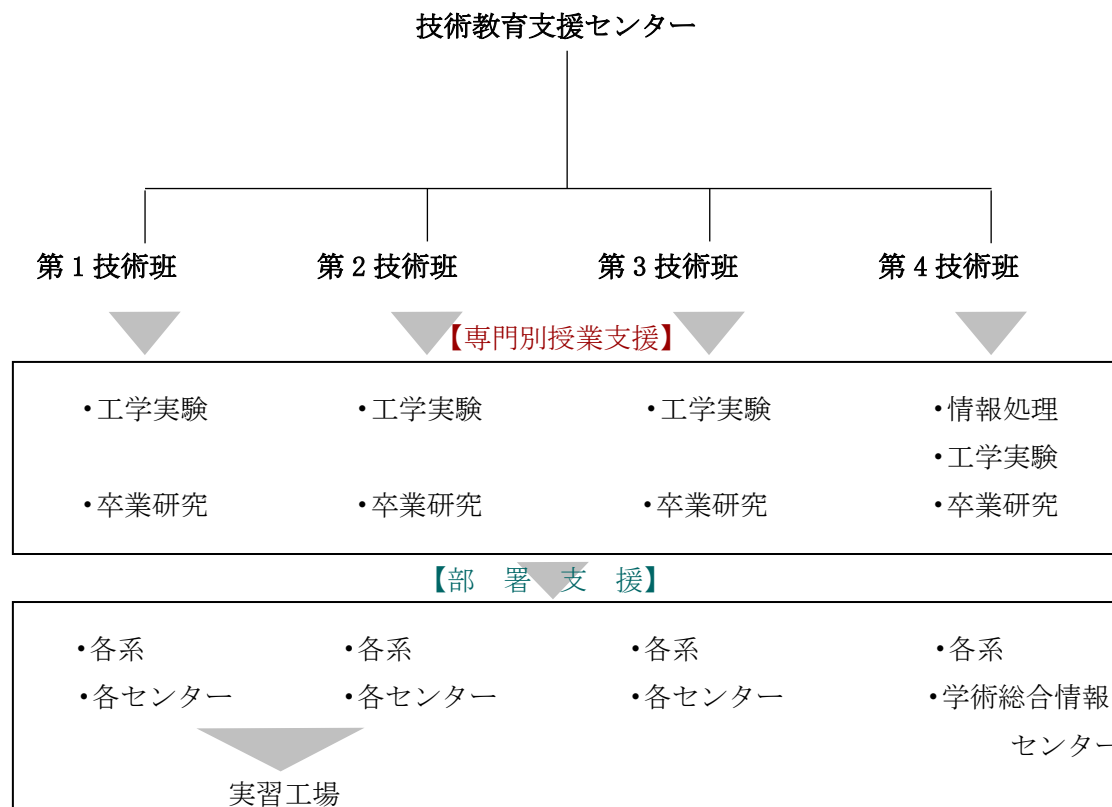 技術教育支援センター
第1技術班 第2技術班 第3技術班 第4技術班
【専門別授業支援】
・工学実験 ・工学実験 ・工学実験 ・情報処理
・工学実験
・卒業研究 ・卒業研究 ・卒業研究 ・卒業研究
【部 署 支 援】
・各系 ・各系 ・各系 ・各系
・各センター ・各センター ・各センター ・学術総合情報
センター
実習工場